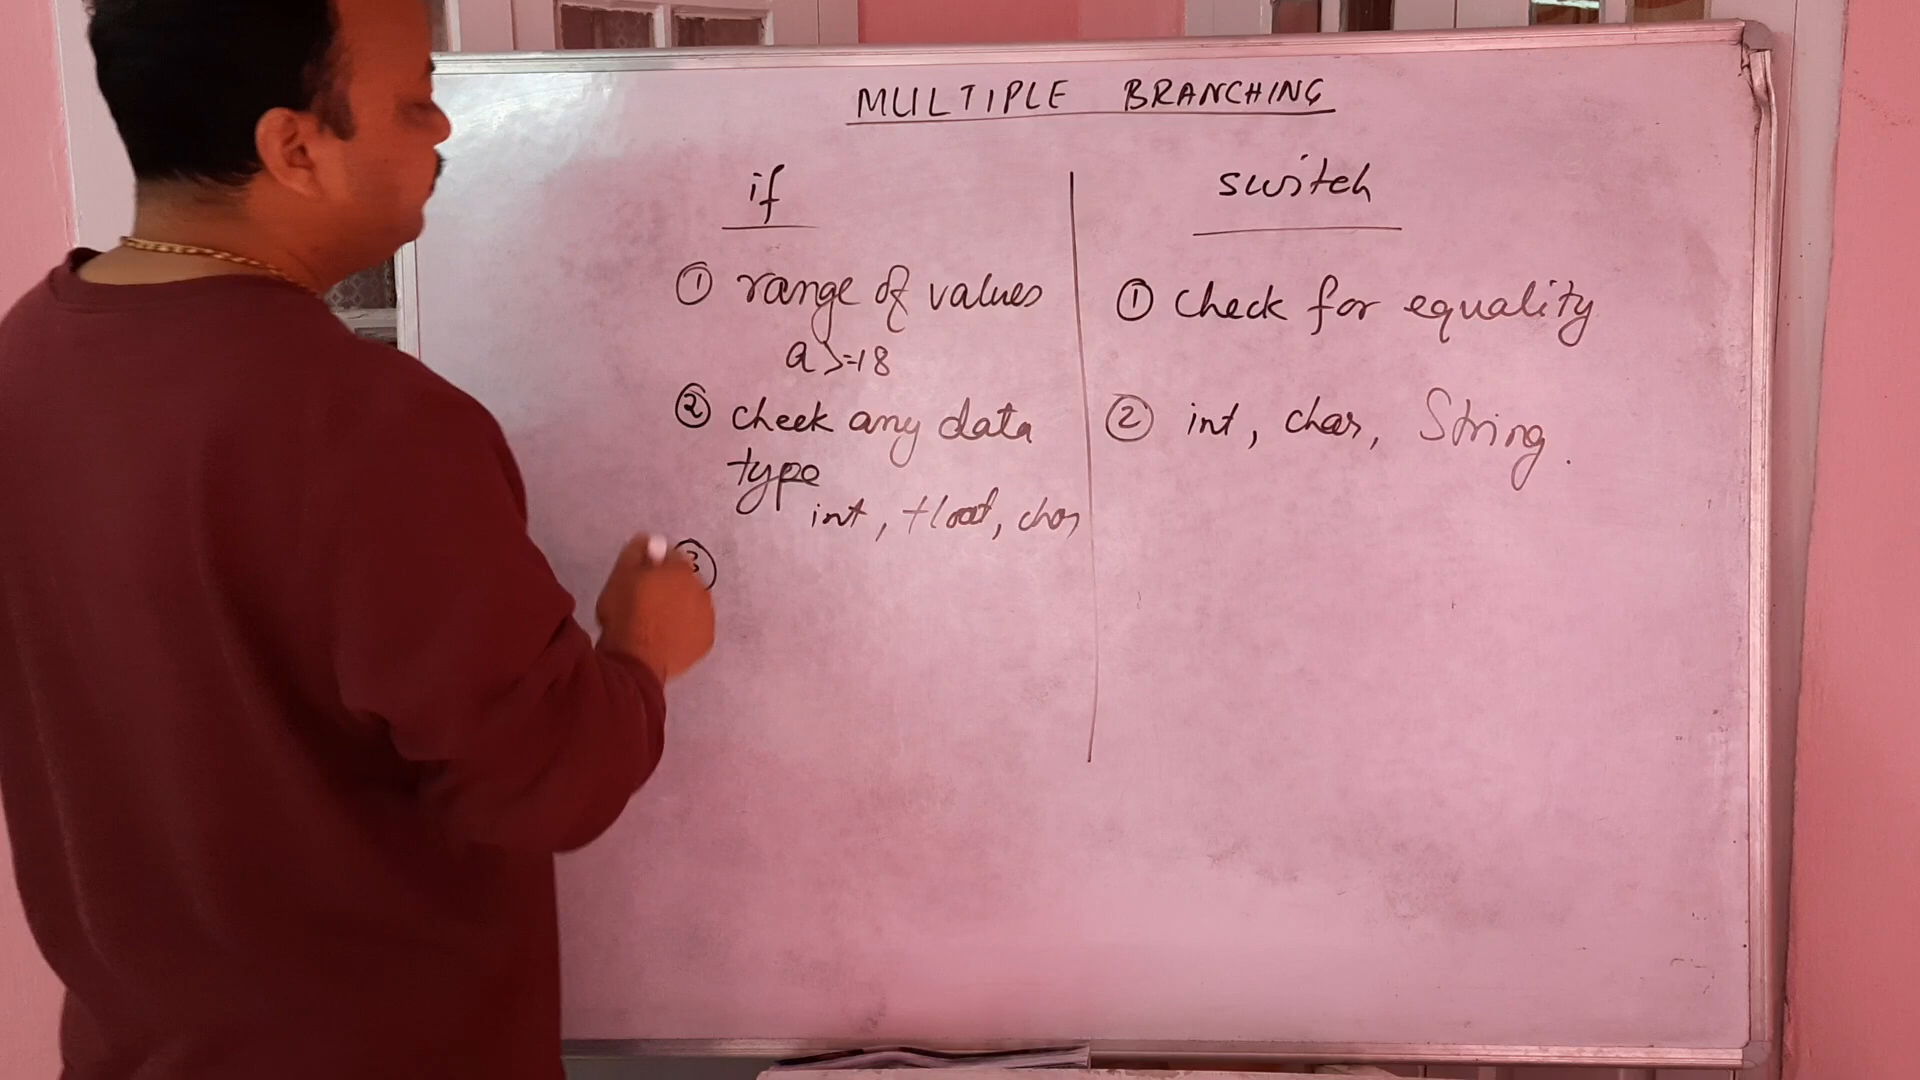 MULTIPLE BRANCHING
if
① range of values
a >=18
② check any data
type
int, float, char
③
switch
① check for equality
② int, char, String.